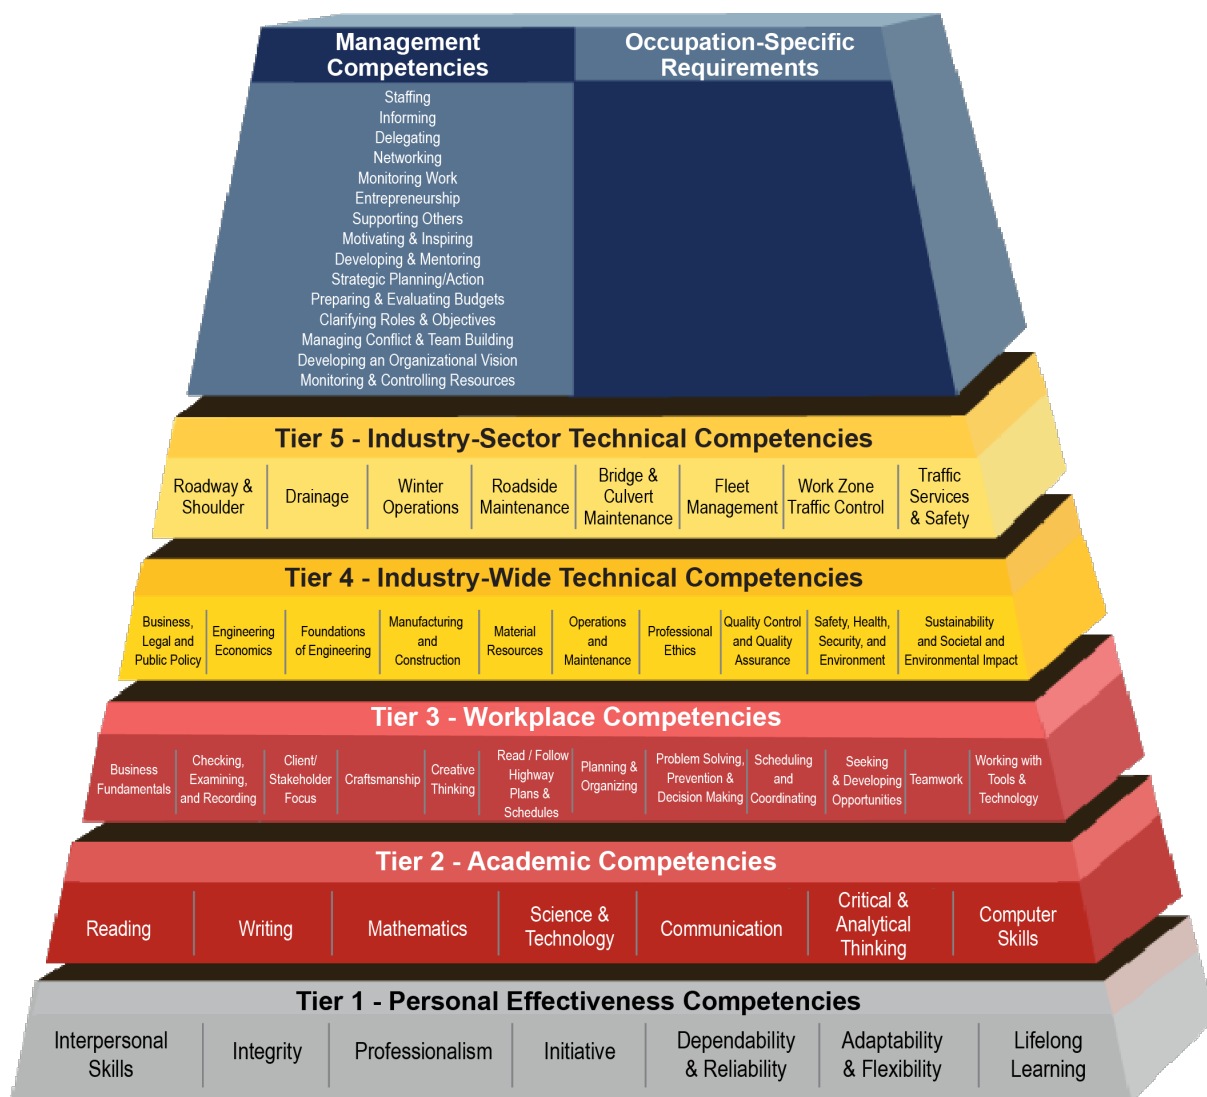 Management
Competencies
Occupation-Specific
Requirements
Staffing
Informing
Delegating
Networking
Monitoring Work
Entrepreneurship
Supporting Others
Motivating & Inspiring
Developing & Mentoring
Strategic Planning/Action
Preparing & Evaluating Budgets
Clarifying Roles & Objectives
Managing Conflict & Team Building
Developing an Organizational Vision
Monitoring & Controlling Resources
Tier 5 - Industry-Sector Technical Competencies
Roadway &
Shoulder
Drainage
Winter
Operations
Roadside
Maintenance
Bridge &
Culvert
Maintenance
Fleet
Management
Work Zone
Traffic Control
Traffic
Services
& Safety
Tier 4 - Industry-Wide Technical Competencies
Business,
Legal and
Public Policy
Engineering
Economics
Foundations
of Engineering
Manufacturing
and
Construction
Material
Resources
Operations
and
Maintenance
Professional
Ethics
Quality Control
and Quality
Assurance
Safety, Health,
Security, and
Environment
Sustainability
and Societal and
Environmental Impact
Tier 3 - Workplace Competencies
Business
Fundamentals
Checking,
Examining,
and Recording
Client/
Stakeholder
Focus
Craftsmanship
Creative
Thinking
Read / Follow
Highway
Plans &
Schedules
Planning &
Organizing
Problem Solving,
Prevention &
Decision Making
Scheduling
and
Coordinating
Seeking
& Developing
Opportunities
Teamwork
Working with
Tools &
Technology
Tier 2 - Academic Competencies
Reading
Writing
Mathematics
Science &
Technology
Communication
Critical &
Analytical
Thinking
Computer
Skills
Tier 1 - Personal Effectiveness Competencies
Interpersonal
Skills
Integrity
Professionalism
Initiative
Dependability
& Reliability
Adaptability
& Flexibility
Lifelong
Learning